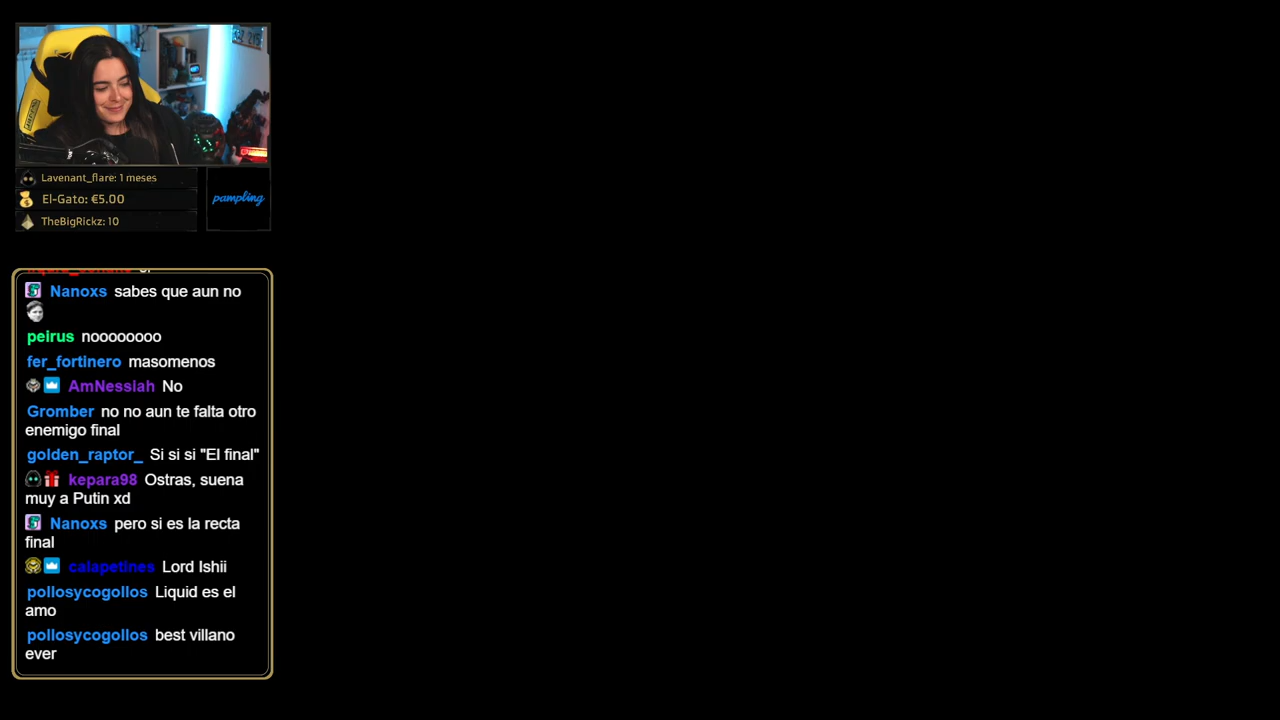 Lavenant_flare: 1 meses
El-Gato: €5.00
TheBigRickz: 10
pampling
Nanoxs sabes que aun no
peirus noooooooo
fer_fortinero masomenos
AmNessiah No
Gromber no no aun te falta otro
enemigo final
golden_raptor_ Si si si "El final"
kepara98 Ostras, suena
muy a Putin xd
Nanoxs pero si es la recta
final
calapetines Lord Ishii
pollosycogollos Liquid es el
amo
pollosycogollos best villano
ever